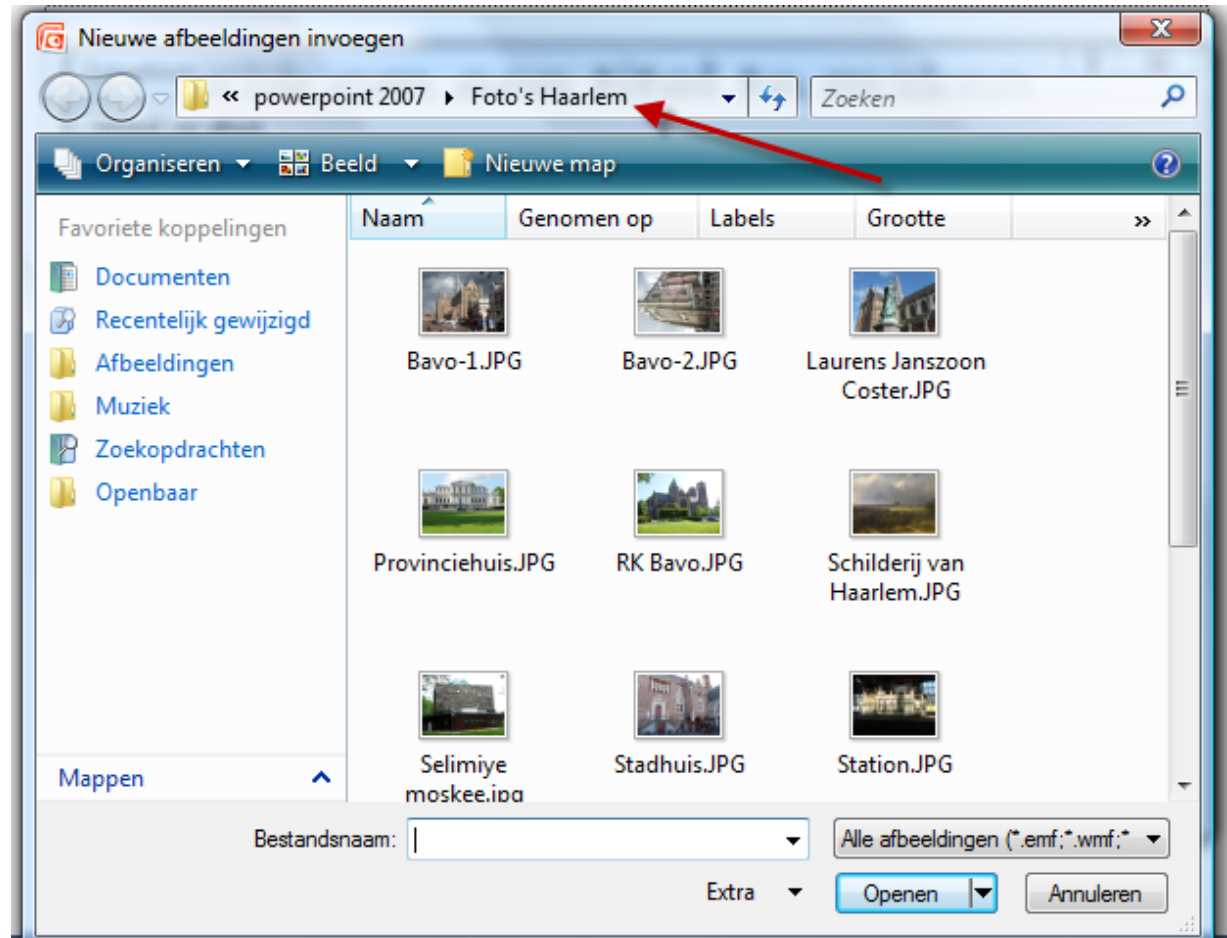 Nieuwe afbeeldingen invoegen
« powerpoint 2007 ▸ Foto's Haarlem
Zoeken
Organiseren
Beeld
Nieuwe map
Favoriete koppelingen
Documenten
Recentelijk gewijzigd
Afbeeldingen
Muziek
Zoekopdrachten
Openbaar
Mappen
Naam
Genomen op
Labels
Grootte
»
Bavo-1.JPG
Bavo-2.JPG
Laurens Janszoon
Coster.JPG
Provinciehuis.JPG
RK Bavo.JPG
Schilderij van
Haarlem.JPG
Selimiye
moskee.jpg
Stadhuis.JPG
Station.JPG
Bestandsnaam:
Alle afbeeldingen (*.emf;*.wmf;*
Extra
Openen
Annuleren